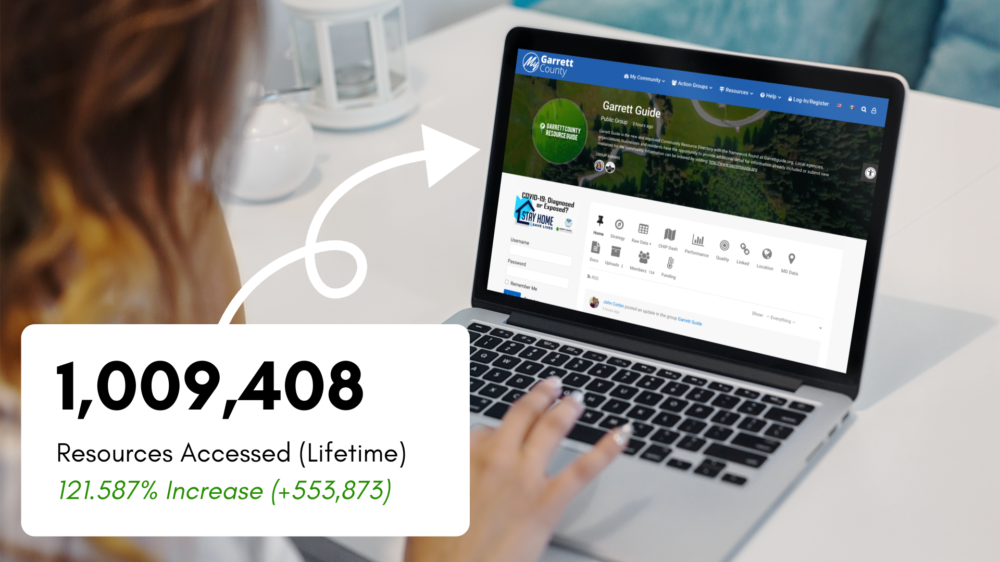 My Garrett
County
My Community
Action Groups
Resources
Help
Log-In/Register
Garrett Guide
Public Group 3 hours ago
GARRETT COUNTY
RESOURCE GUIDE
Garrett Guide is the new and improved Community Resource Directory with the framework found at Garrettguide.org. Local agencies,
organizations, businesses and residents have the opportunity to provide additional detail for information already included or submit new
resources for the community. Information can be entered by visiting: http://www.garrettguide.org
GROUP ADMINS
COVID-19: Diagnosed
or Exposed?
STAY HOME
& SAVE LIVES
Username
Password
Remember Me
Home
Strategy
Raw Data +
CHIP Dash
Performance
Quality
Linked
Location
MD Data
Docs
Uploads 2
Members 134
Funding
RSS
Show: — Everything —
John Corbin posted an update in the group Garrett Guide
3 hours ago
1,009,408
Resources Accessed (Lifetime)
121.587% Increase (+553,873)